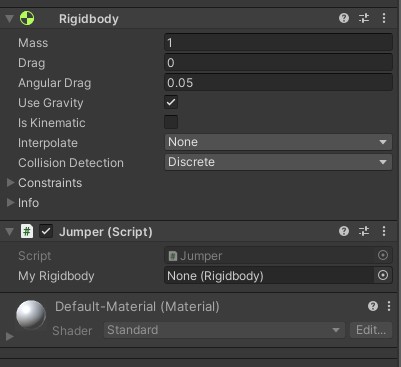 Rigidbody
Mass 1
Drag 0
Angular Drag 0.05
Use Gravity
Is Kinematic
Interpolate None
Collision Detection Discrete
Constraints
Info
# Jumper (Script)
Script # Jumper
My Rigidbody None (Rigidbody)
Default-Material (Material)
Shader Standard Edit...